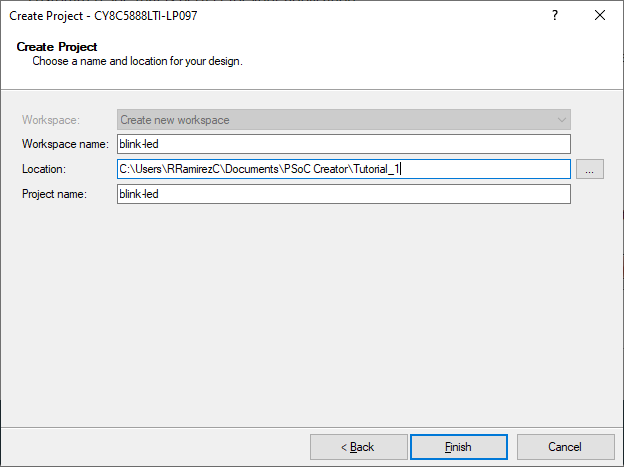 Create Project - CY8C5888LTI-LP097
?
Create Project
Choose a name and location for your design.
Workspace: Create new workspace
Workspace name: blink-led
Location: C:\Users\RRamirezC\Documents\PSoC Creator\Tutorial_1
...
Project name: blink-led
< Back
Finish
Cancel